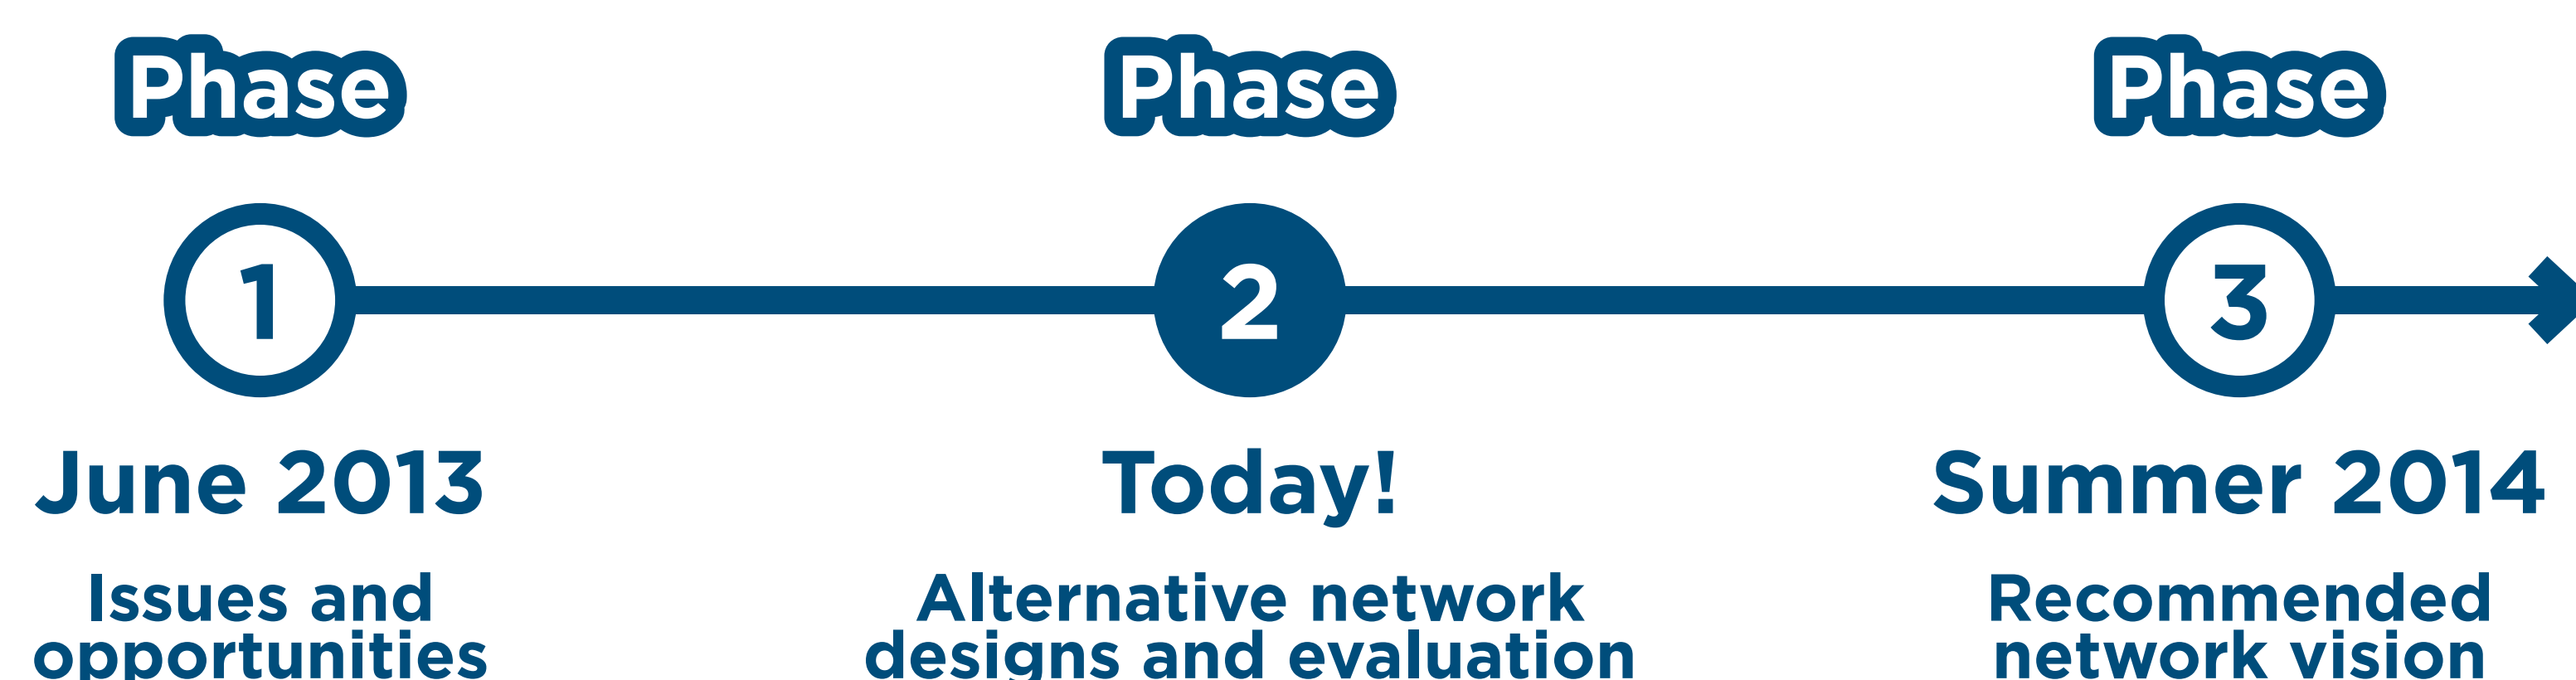 Phase
Phase
Phase
1
2
3
June 2013
Today!
Summer 2014
Issues and
opportunities
Alternative network
designs and evaluation
Recommended
network vision